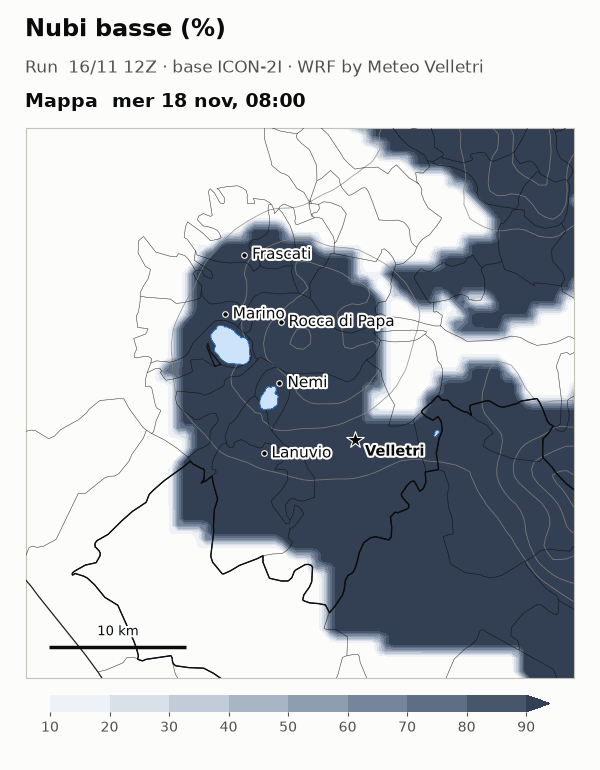 Nubi basse (%)
Run  16/11 12Z · base ICON-2I · WRF by Meteo Velletri
Mappa  mer 18 nov, 08:00
Frascati
Marino
Rocca di Papa
Nemi
Velletri
Lanuvio
10 km
10 20 30 40 50 60 70 80 90